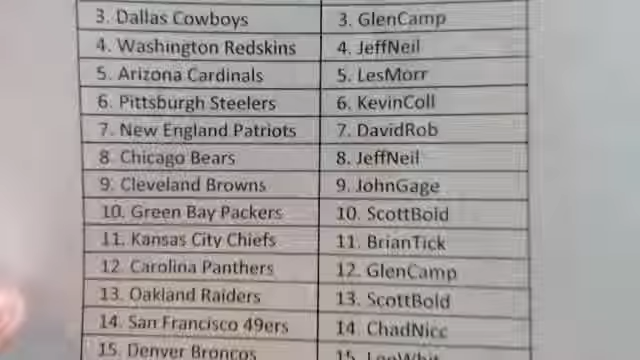 3. Dallas Cowboys 3. GlenCamp
4. Washington Redskins 4. JeffNeil
5. Arizona Cardinals 5. LesMorr
6. Pittsburgh Steelers 6. KevinColl
7. New England Patriots 7. DavidRob
8 Chicago Bears 8. JeffNeil
9. Cleveland Browns 9. JohnGage
10. Green Bay Packers 10. ScottBold
11. Kansas City Chiefs 11. BrianTick
12. Carolina Panthers 12. GlenCamp
13. Oakland Raiders 13. ScottBold
14. San Francisco 49ers 14. ChadNicc
15. Denver Broncos 15.